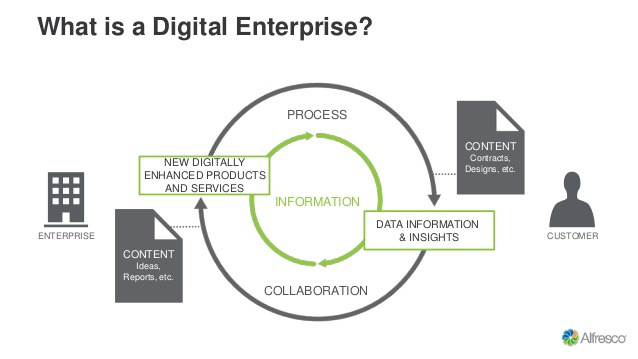 What is a Digital Enterprise?
PROCESS
CONTENT
Contracts,
Designs, etc.
NEW DIGITALLY
ENHANCED PRODUCTS
AND SERVICES
INFORMATION
ENTERPRISE
DATA INFORMATION
& INSIGHTS
CUSTOMER
CONTENT
Ideas,
Reports, etc.
COLLABORATION
Alfresco